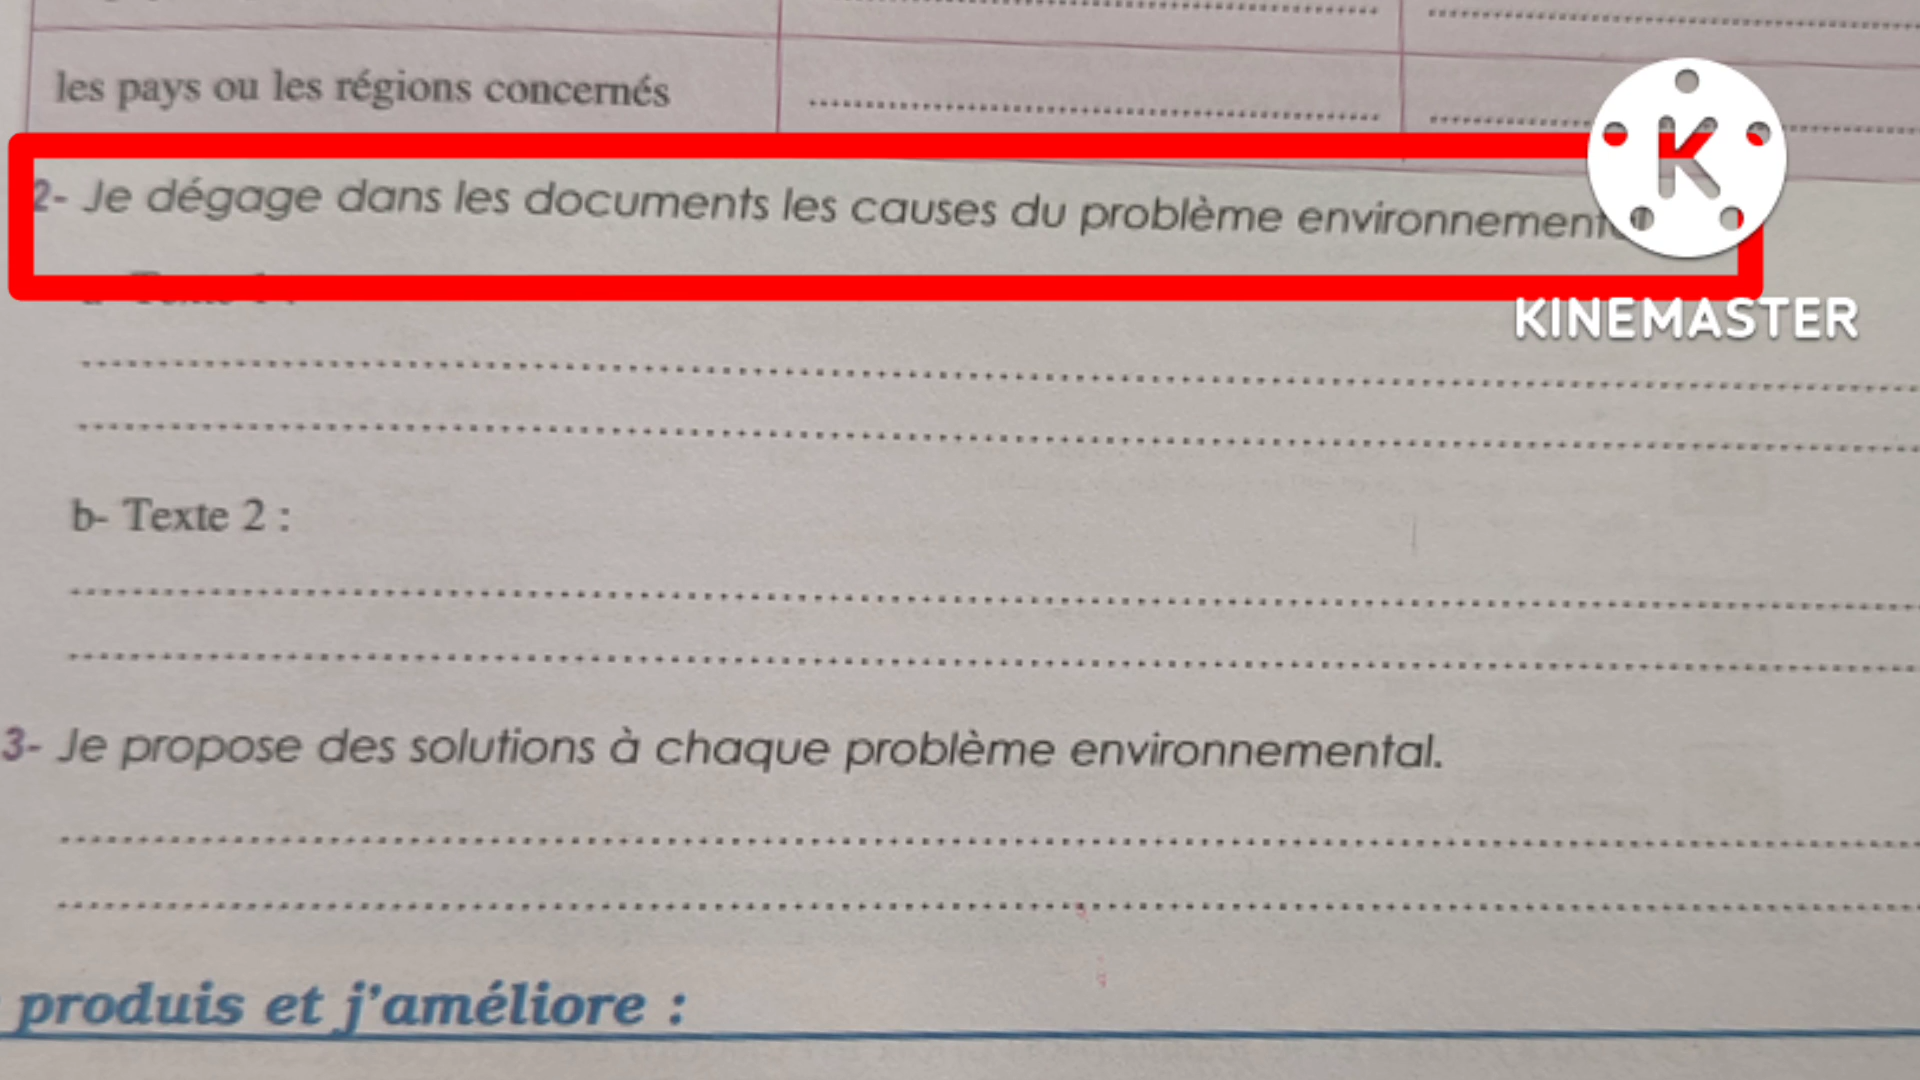 les pays ou les régions concernés
2- Je dégage dans les documents les causes du problème
KINEMASTER
b- Texte 2 :
3- Je propose des solutions à chaque problème environnemental.
produis et j'améliore :